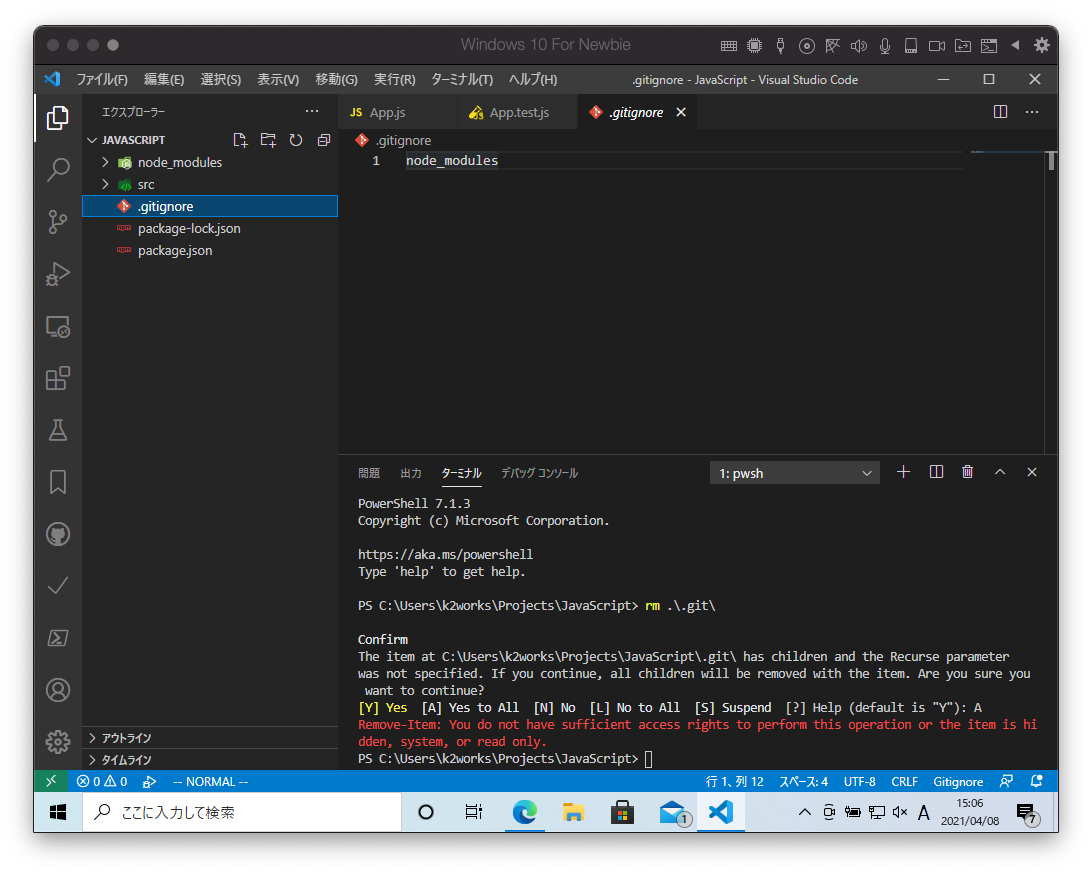 Windows 10 For Newbie
ファイル(F) 編集(E) 選択(S) 表示(V) 移動(G) 実行(R) ターミナル(T) ヘルプ(H)
.gitignore - JavaScript - Visual Studio Code
エクスプローラー
JS App.js
App.test.js
.gitignore
JAVASCRIPT
node_modules
src
.gitignore
package-lock.json
package.json
アウトライン
タイムライン
.gitignore
1 node_modules
問題 出力 ターミナル デバッグ コンソール
1: pwsh
PowerShell 7.1.3
Copyright (c) Microsoft Corporation.
https://aka.ms/powershell
Type 'help' to get help.
PS C:\Users\k2works\Projects\JavaScript> rm .\.git\
Confirm
The item at C:\Users\k2works\Projects\JavaScript\.git\ has children and the Recurse parameter
was not specified. If you continue, all children will be removed with the item. Are you sure you
want to continue?
[Y] Yes [A] Yes to All [N] No [L] No to All [S] Suspend [?] Help (default is "Y"): A
Remove-Item: You do not have sufficient access rights to perform this operation or the item is hi
dden, system, or read only.
PS C:\Users\k2works\Projects\JavaScript>
0 0
-- NORMAL --
行 1、列 12 スペース: 4 UTF-8 CRLF Gitignore
ここに入力して検索
1
A
15:06
2021/04/08
7